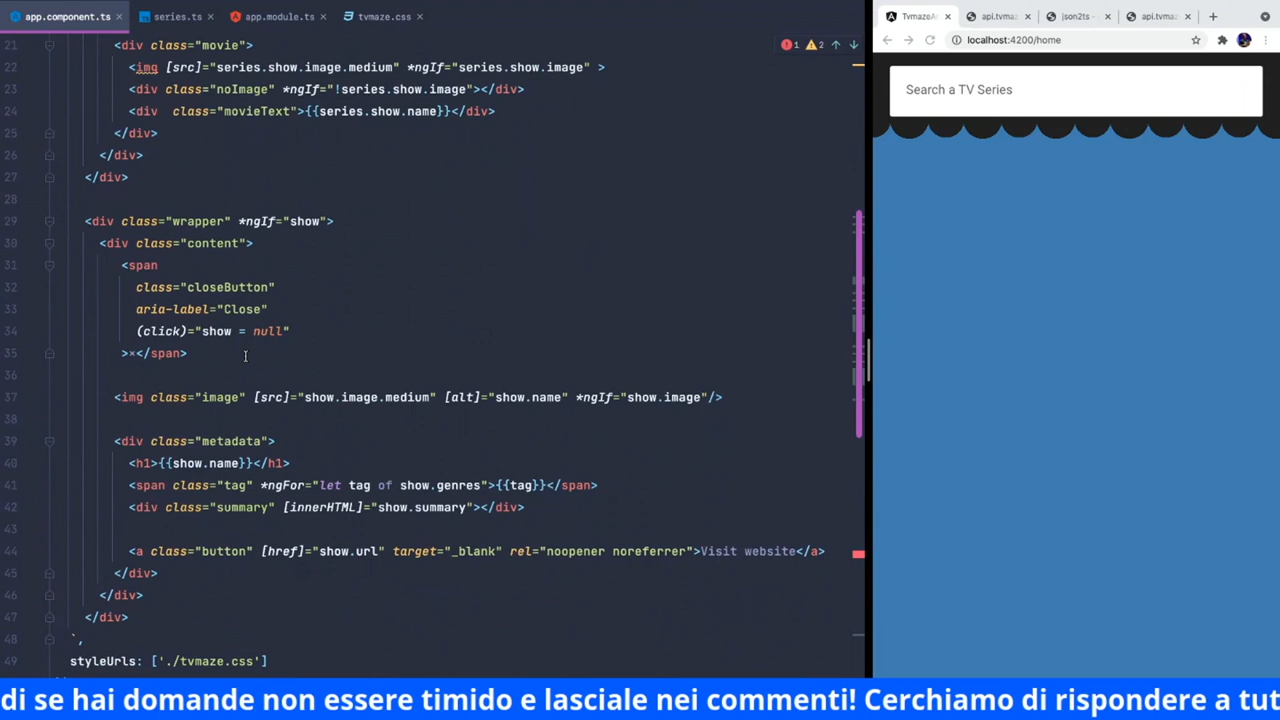 app.component.ts × series.ts × app.module.ts × tvmaze.css ×
21 <div class="movie">
22 <img [src]="series.show.image.medium" *ngIf="series.show.image" >
23 <div class="noImage" *ngIf="!series.show.image"></div>
24 <div  class="movieText">{{series.show.name}}</div>
25 </div>
26 </div>
27 </div>
28
29 <div class="wrapper" *ngIf="show">
30 <div class="content">
31 <span
32 class="closeButton"
33 aria-label="Close"
34 (click)="show = null"
35 >×</span>
36
37 <img class="image" [src]="show.image.medium" [alt]="show.name" *ngIf="show.image"/>
38
39 <div class="metadata">
40 <h1>{{show.name}}</h1>
41 <span class="tag" *ngFor="let tag of show.genres">{{tag}}</span>
42 <div class="summary" [innerHTML]="show.summary"></div>
43
44 <a class="button" [href]="show.url" target="_blank" rel="noopener noreferrer">Visit website</a>
45 </div>
46 </div>
47 </div>
48 `,
49 styleUrls: ['./tvmaze.css']
1 2
TvmazeA × api.tvmaz × json2ts - × api.tvmaz ×
localhost:4200/home
Search a TV Series
di se hai domande non essere timido e lasciale nei commenti! Cerchiamo di rispondere a tut